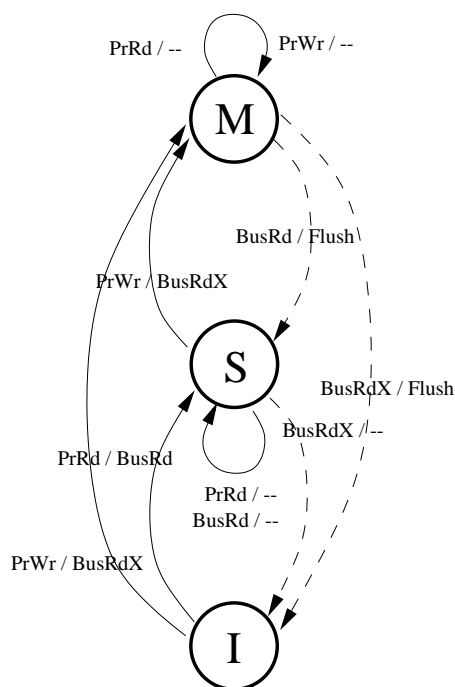 PrRd / --
PrWr / --
M
BusRd / Flush
PrWr / BusRdX
S
BusRdX / Flush
BusRdX / --
PrRd / BusRd
PrRd / --
BusRd / --
PrWr / BusRdX
I